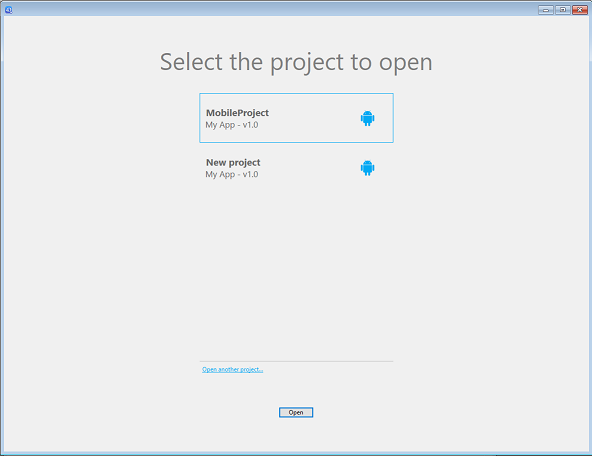 Select the project to open
MobileProject
My App - v1.0
New project
My App - v1.0
Open another project...
Open